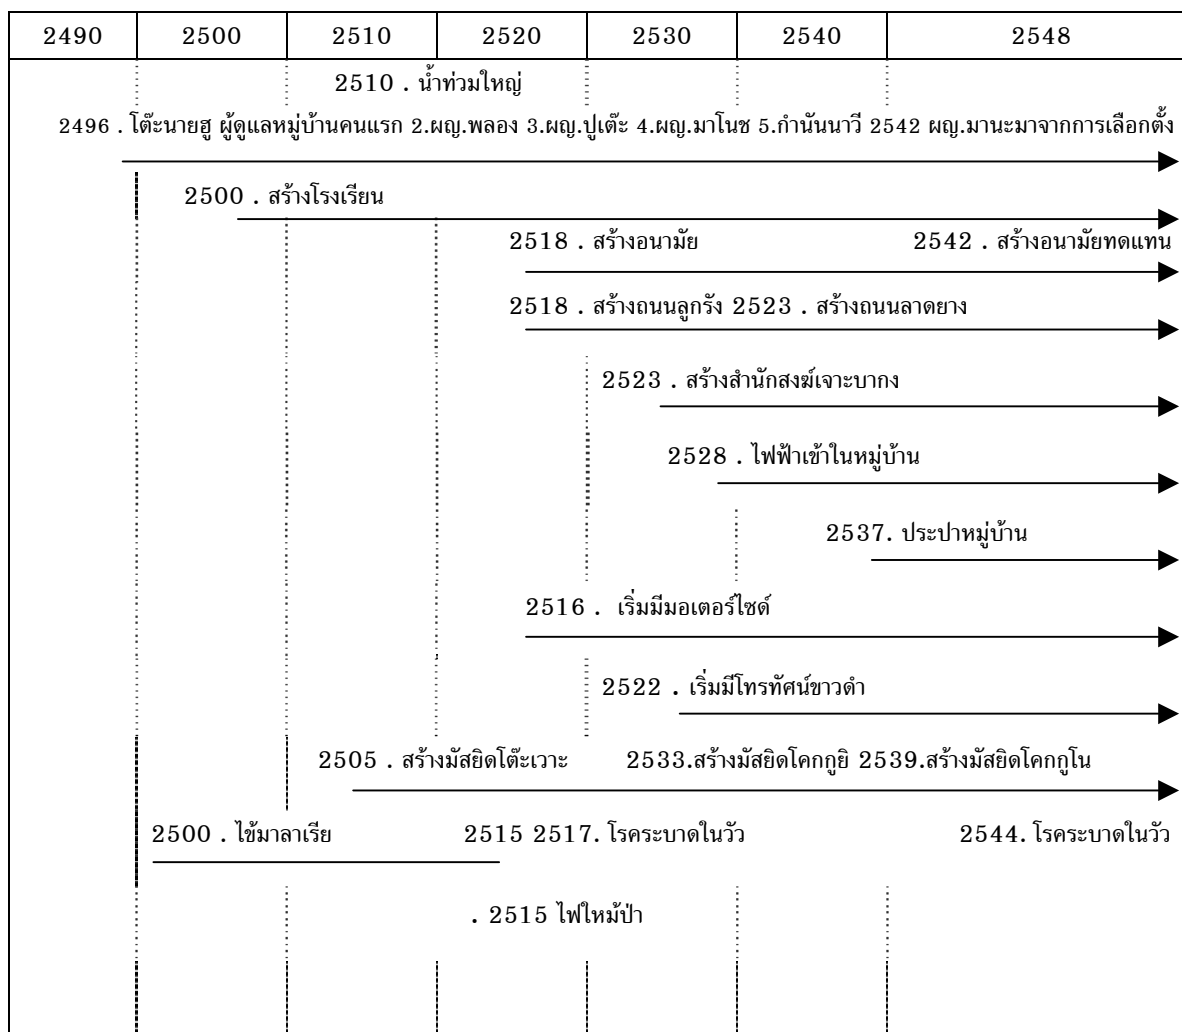 2490 2500 2510 2520 2530 2540 2548
2510 . น้ำท่วมใหญ่
2496 . โต๊ะนายฮู ผู้ดูแลหมู่บ้านคนแรก 2.ผญ.พลอง 3.ผญ.ปูเต๊ะ 4.ผญ.มาโนช 5.กำนันนาวี 2542 ผญ.มานะมาจากการเลือกตั้ง
2500 . สร้างโรงเรียน
2518 . สร้างอนามัย 2542 . สร้างอนามัยทดแทน
2518 . สร้างถนนลูกรัง 2523 . สร้างถนนลาดยาง
2523 . สร้างสำนักสงฆ์เจาะบากง
2528 . ไฟฟ้าเข้าในหมู่บ้าน
2537. ประปาหมู่บ้าน
2516 . เริ่มมีมอเตอร์ไซด์
2522 . เริ่มมีโทรทัศน์ขาวดำ
2505 . สร้างมัสยิดโต๊ะเวาะ 2533.สร้างมัสยิดโคกกูยิ 2539.สร้างมัสยิดโคกกูโน
2500 . ไข้มาลาเรีย 2515 2517. โรคระบาดในวัว 2544. โรคระบาดในวัว
. 2515 ไฟใหม้ป่า